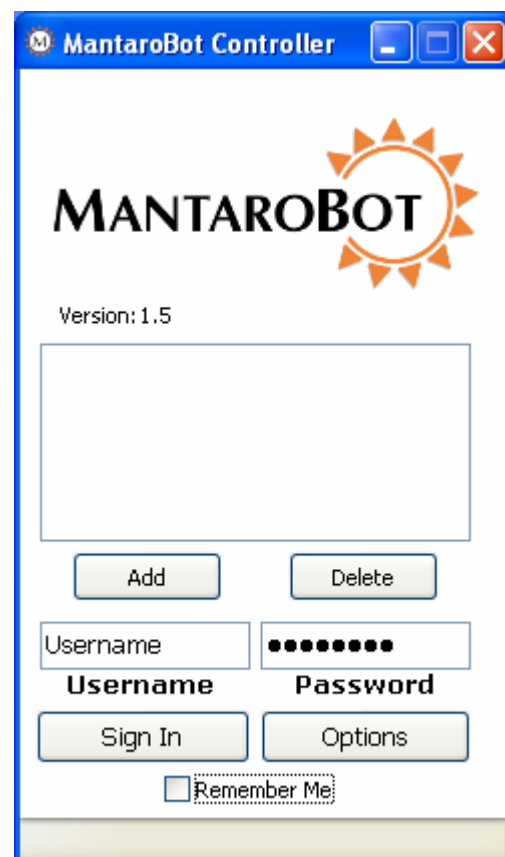 MantaroBot Controller
MANTAROBOT
Version: 1.5
Add Delete
Username ●●●●●●●●
Username Password
Sign In Options
Remember Me